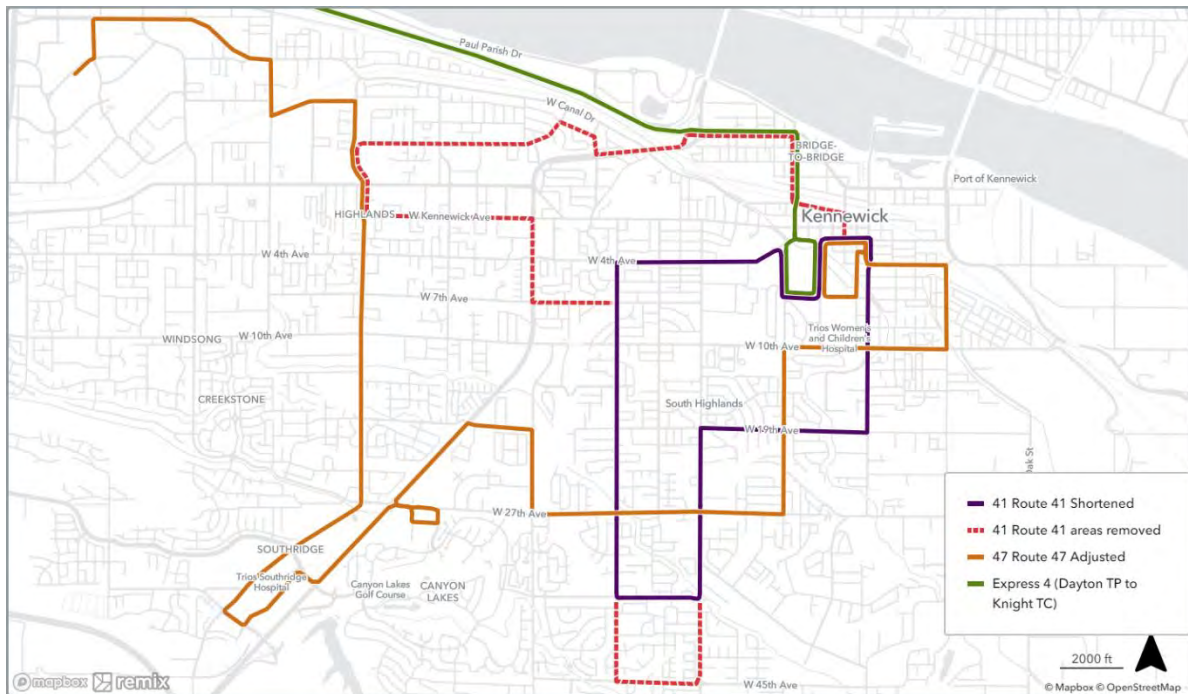 Paul Parish Dr
W Canal Dr
BRIDGE-
TO-BRIDGE
Port of Kennewick
HIGHLANDS
W Kennewick Ave
Kennewick
W 4th Ave
W 4th Ave
W 7th Ave
WINDSONG
W 10th Ave
W 10th Ave
Trios Women's
and Children's
Hospital
CREEKSTONE
South Highlands
W 19th Ave
Oak St
W 27th Ave
SOUTHRIDGE
Trios Southridge
Hospital
Canyon Lakes
Golf Course
CANYON
LAKES
W 45th Ave
41 Route 41 Shortened
41 Route 41 areas removed
47 Route 47 Adjusted
Express 4 (Dayton TP to
Knight TC)
2000 ft
mapbox remix
© Mapbox © OpenStreetMap